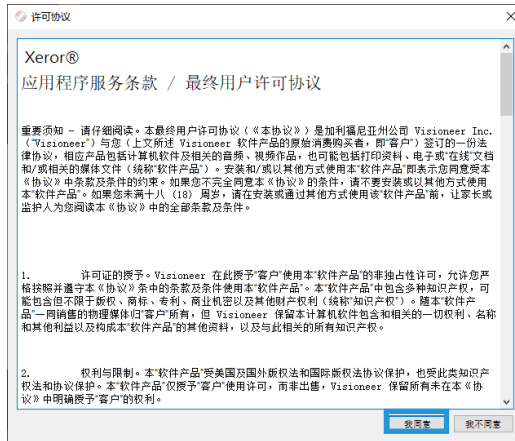 许可协议
Xeror®
应用程序服务条款 / 最终用户许可协议
重要须知 - 请仔细阅读。本最终用户许可协议（《本协议》）是加利福尼亚州公司 Visioneer Inc.
（"Visioneer"）与您（上文所述 Visioneer 软件产品的原始消费购买者，即"客户"）签订的一份法
律协议，相应产品包括计算机软件及相关的音频、视频作品，也可能包括打印资料、电子或"在线"文档
和/或相关的媒体文件（统称"软件产品"）。安装和/或以其他方式使用本"软件产品"即表示您同意受本
《协议》中条款及条件的约束。如果您不完全同意本《协议》的条件，请不要安装或以其他方式使用
本"软件产品"。如果您未满十八 (18) 周岁，请在安装或通过其他方式使用该"软件产品"前，让家长或
监护人为您阅读本《协议》中的全部条款及条件。
1. 许可证的授予。Visioneer 在此授予"客户"使用本"软件产品"的非独占性许可，允许您严
格按照并遵守本《协议》条中的条款及条件使用本"软件产品"。本"软件产品"中包含多种知识产权，可
能包含但不限于版权、商标、专利、商业机密以及其他财产权利（统称"知识产权"）。随本"软件产
品"一同销售的物理媒体归"客户"所有，但 Visioneer 保留本计算机软件包含和相关的一切权利、名称
和其他利益以及构成本"软件产品"的其他资料，以及与此相关的所有知识产权。
2. 权利与限制。本"软件产品"受美国及国外版权法和国际版权法协议保护，也受此类知识产
权法和协议保护。本"软件产品"仅授予"客户"使用许可，而非出售，Visioneer 保留所有未在本《协
议》中明确授予"客户"的权利。
我同意 我不同意